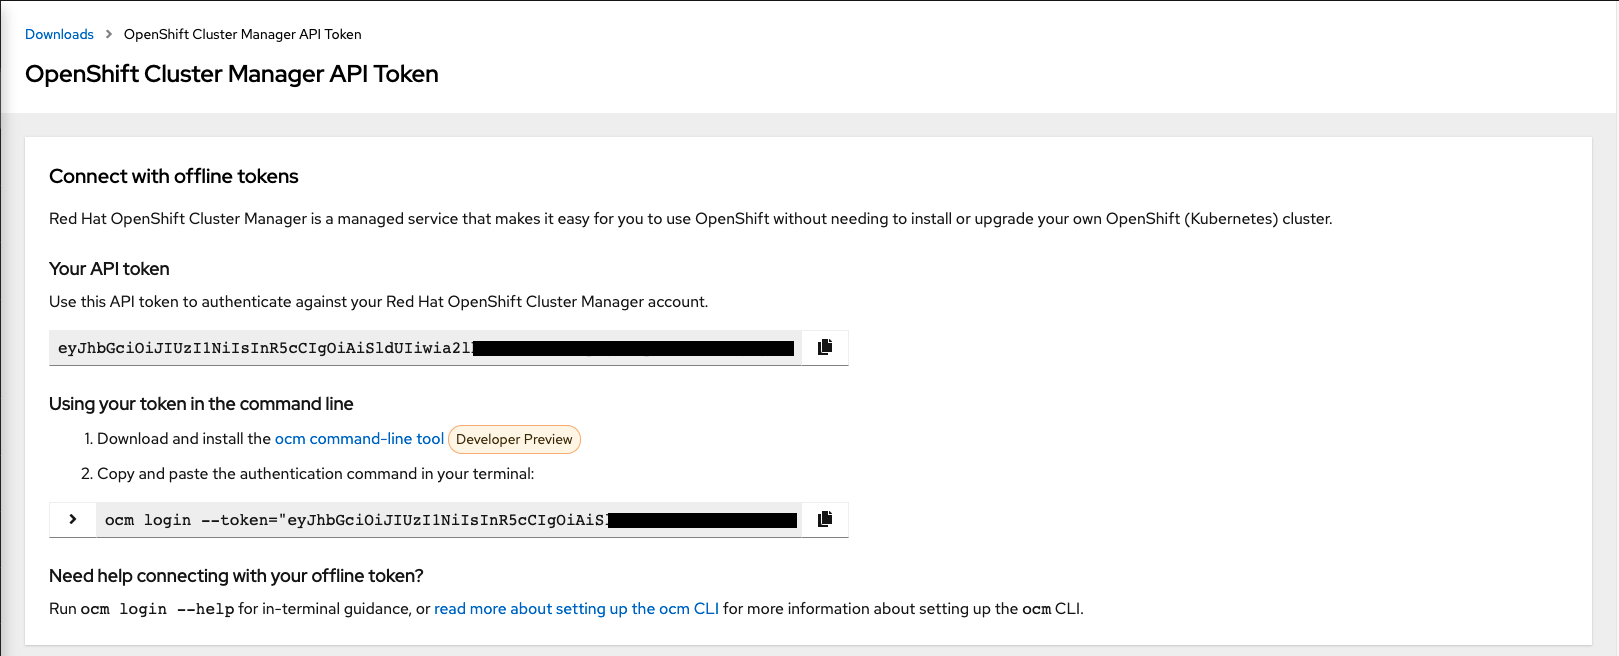 Downloads > OpenShift Cluster Manager API Token
OpenShift Cluster Manager API Token
Connect with offline tokens
Red Hat OpenShift Cluster Manager is a managed service that makes it easy for you to use OpenShift without needing to install or upgrade your own OpenShift (Kubernetes) cluster.
Your API token
Use this API token to authenticate against your Red Hat OpenShift Cluster Manager account.
eyJhbGciOiJIUzI1NiIsInR5cCIgOiAiSldUIiwia2l
Using your token in the command line
1. Download and install the ocm command-line tool Developer Preview
2. Copy and paste the authentication command in your terminal:
ocm login --token="eyJhbGciOiJIUzI1NiIsInR5cCIgOiAiS
Need help connecting with your offline token?
Run ocm login --help for in-terminal guidance, or read more about setting up the ocm CLI for more information about setting up the ocm CLI.